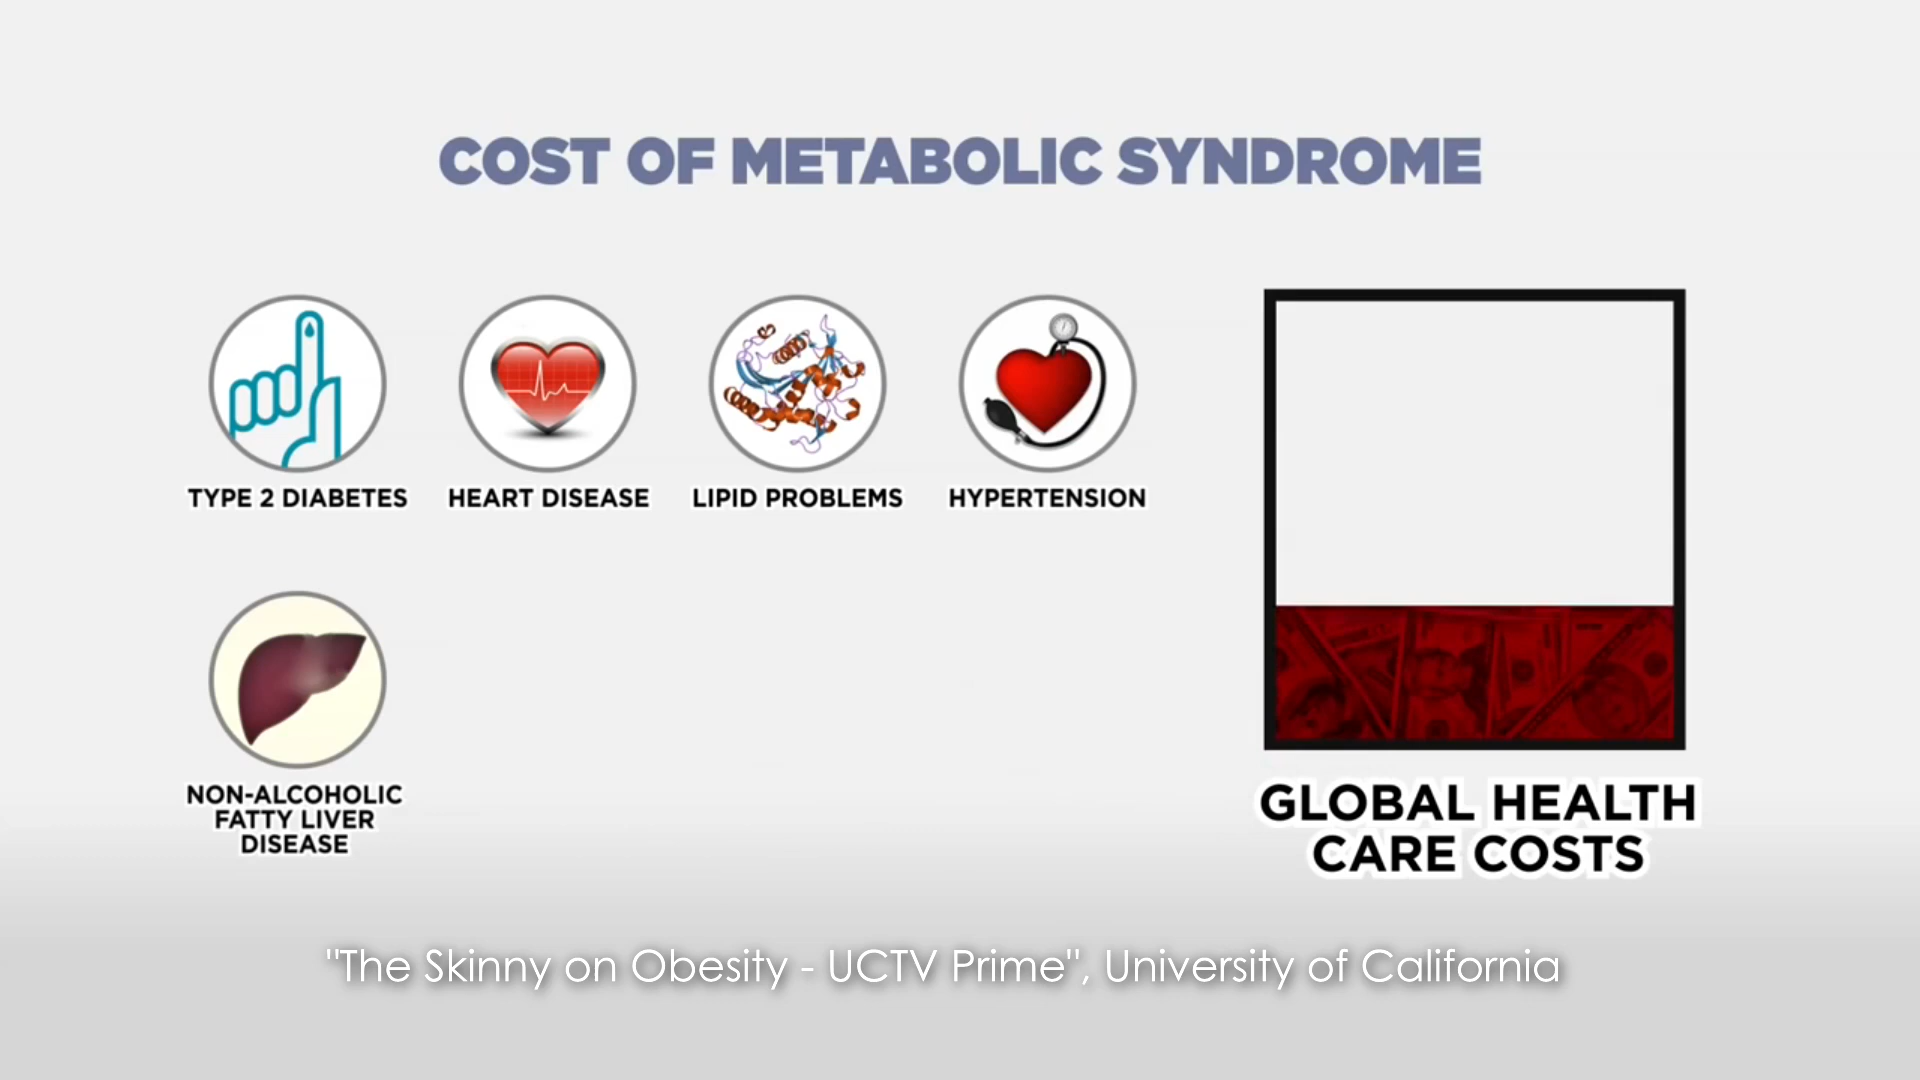 COST OF METABOLIC SYNDROME
TYPE 2 DIABETES
HEART DISEASE
LIPID PROBLEMS
HYPERTENSION
NON-ALCOHOLIC
FATTY LIVER
DISEASE
GLOBAL HEALTH
CARE COSTS
"The Skinny on Obesity - UCTV Prime", University of California